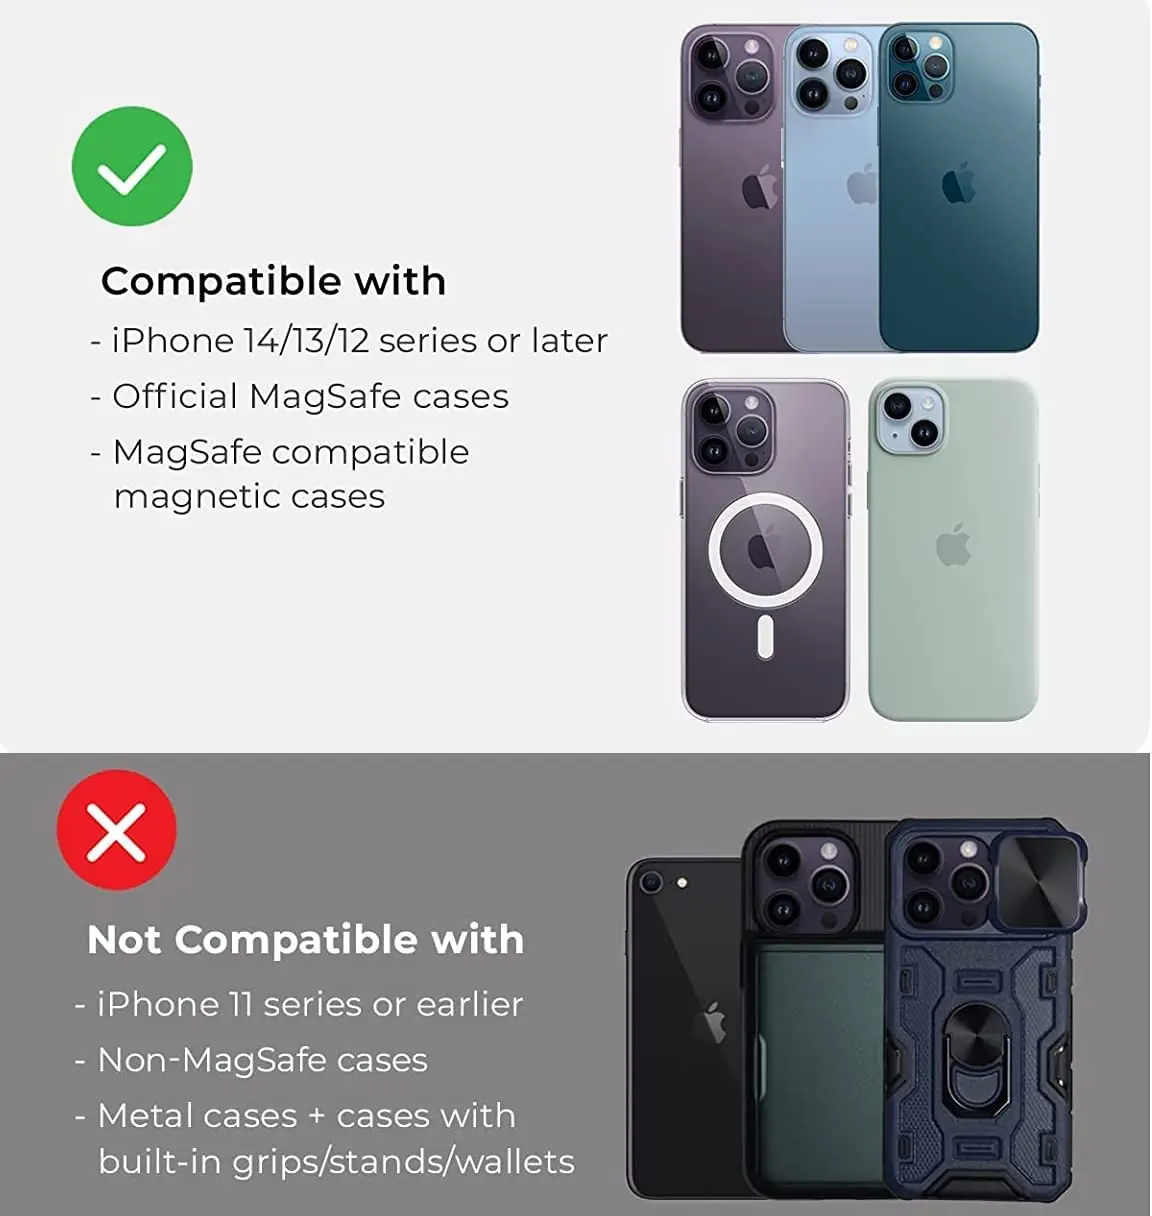 Compatible with
- iPhone 14/13/12 series or later
- Official MagSafe cases
- MagSafe compatible
magnetic cases
Not Compatible with
- iPhone 11 series or earlier
- Non-MagSafe cases
- Metal cases + cases with
built-in grips/stands/wallets